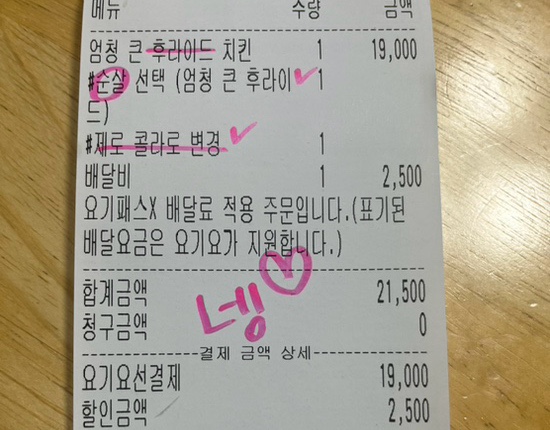 메뉴 수량 금액
엄청 큰 후라이드 치킨 1 19,000
#순살 선택 (엄청 큰 후라이 1
드)
#제로 콜라로 변경 1
배달비 1 2,500
요기패스X 배달료 적용 주문입니다.(표기된
배달요금은 요기요가 지원합니다.)
넹♡
합계금액 21,500
청구금액 0
결제 금액 상세
요기요선결제 19,000
할인금액 2,500